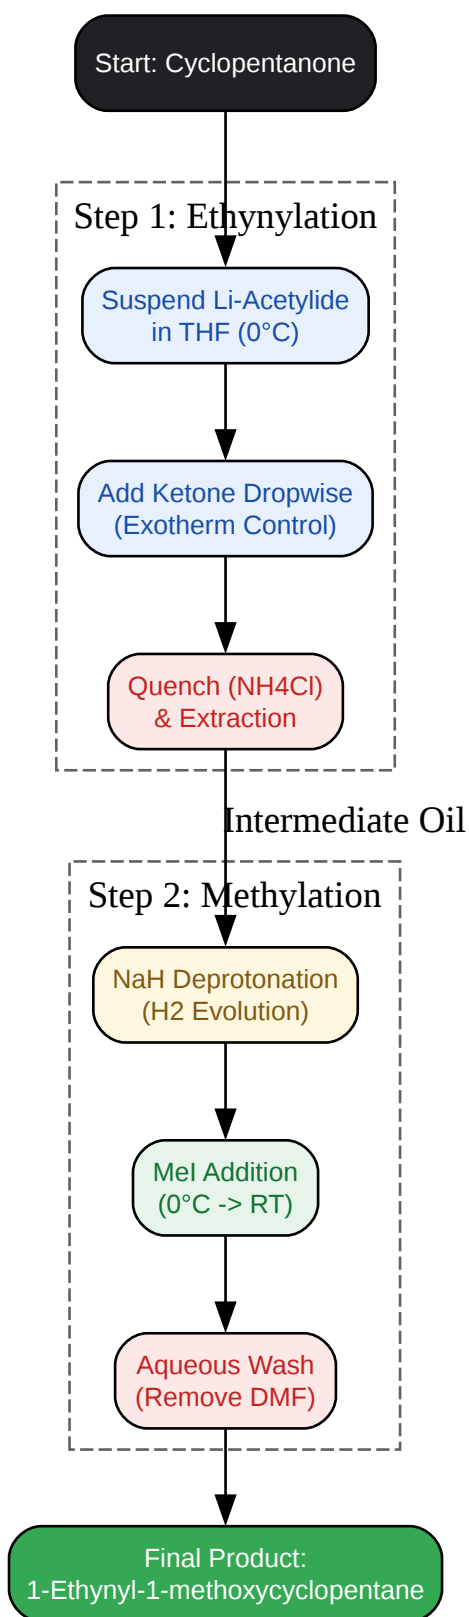 Start: Cyclopentanone
Step 1: Ethynylation
Suspend Li-Acetylide
in THF (0°C)
Add Ketone Dropwise
(Exotherm Control)
Quench (NH4Cl)
& Extraction
Intermediate Oil
Step 2: Methylation
NaH Deprotonation
(H2 Evolution)
MeI Addition
(0°C -> RT)
Aqueous Wash
(Remove DMF)
Final Product:
1-Ethynyl-1-methoxycyclopentane